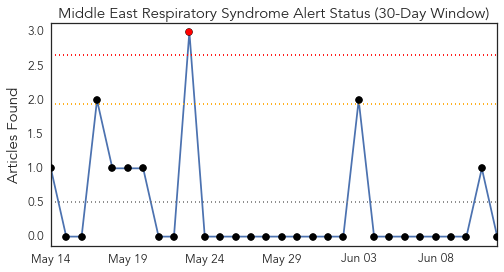 Middle East Respiratory Syndrome Alert Status (30-Day Window)
Articles Found
3.0
2.5
2.0
1.5
1.0
0.5
0.0
May 14 May 19 May 24 May 29 Jun 03 Jun 08